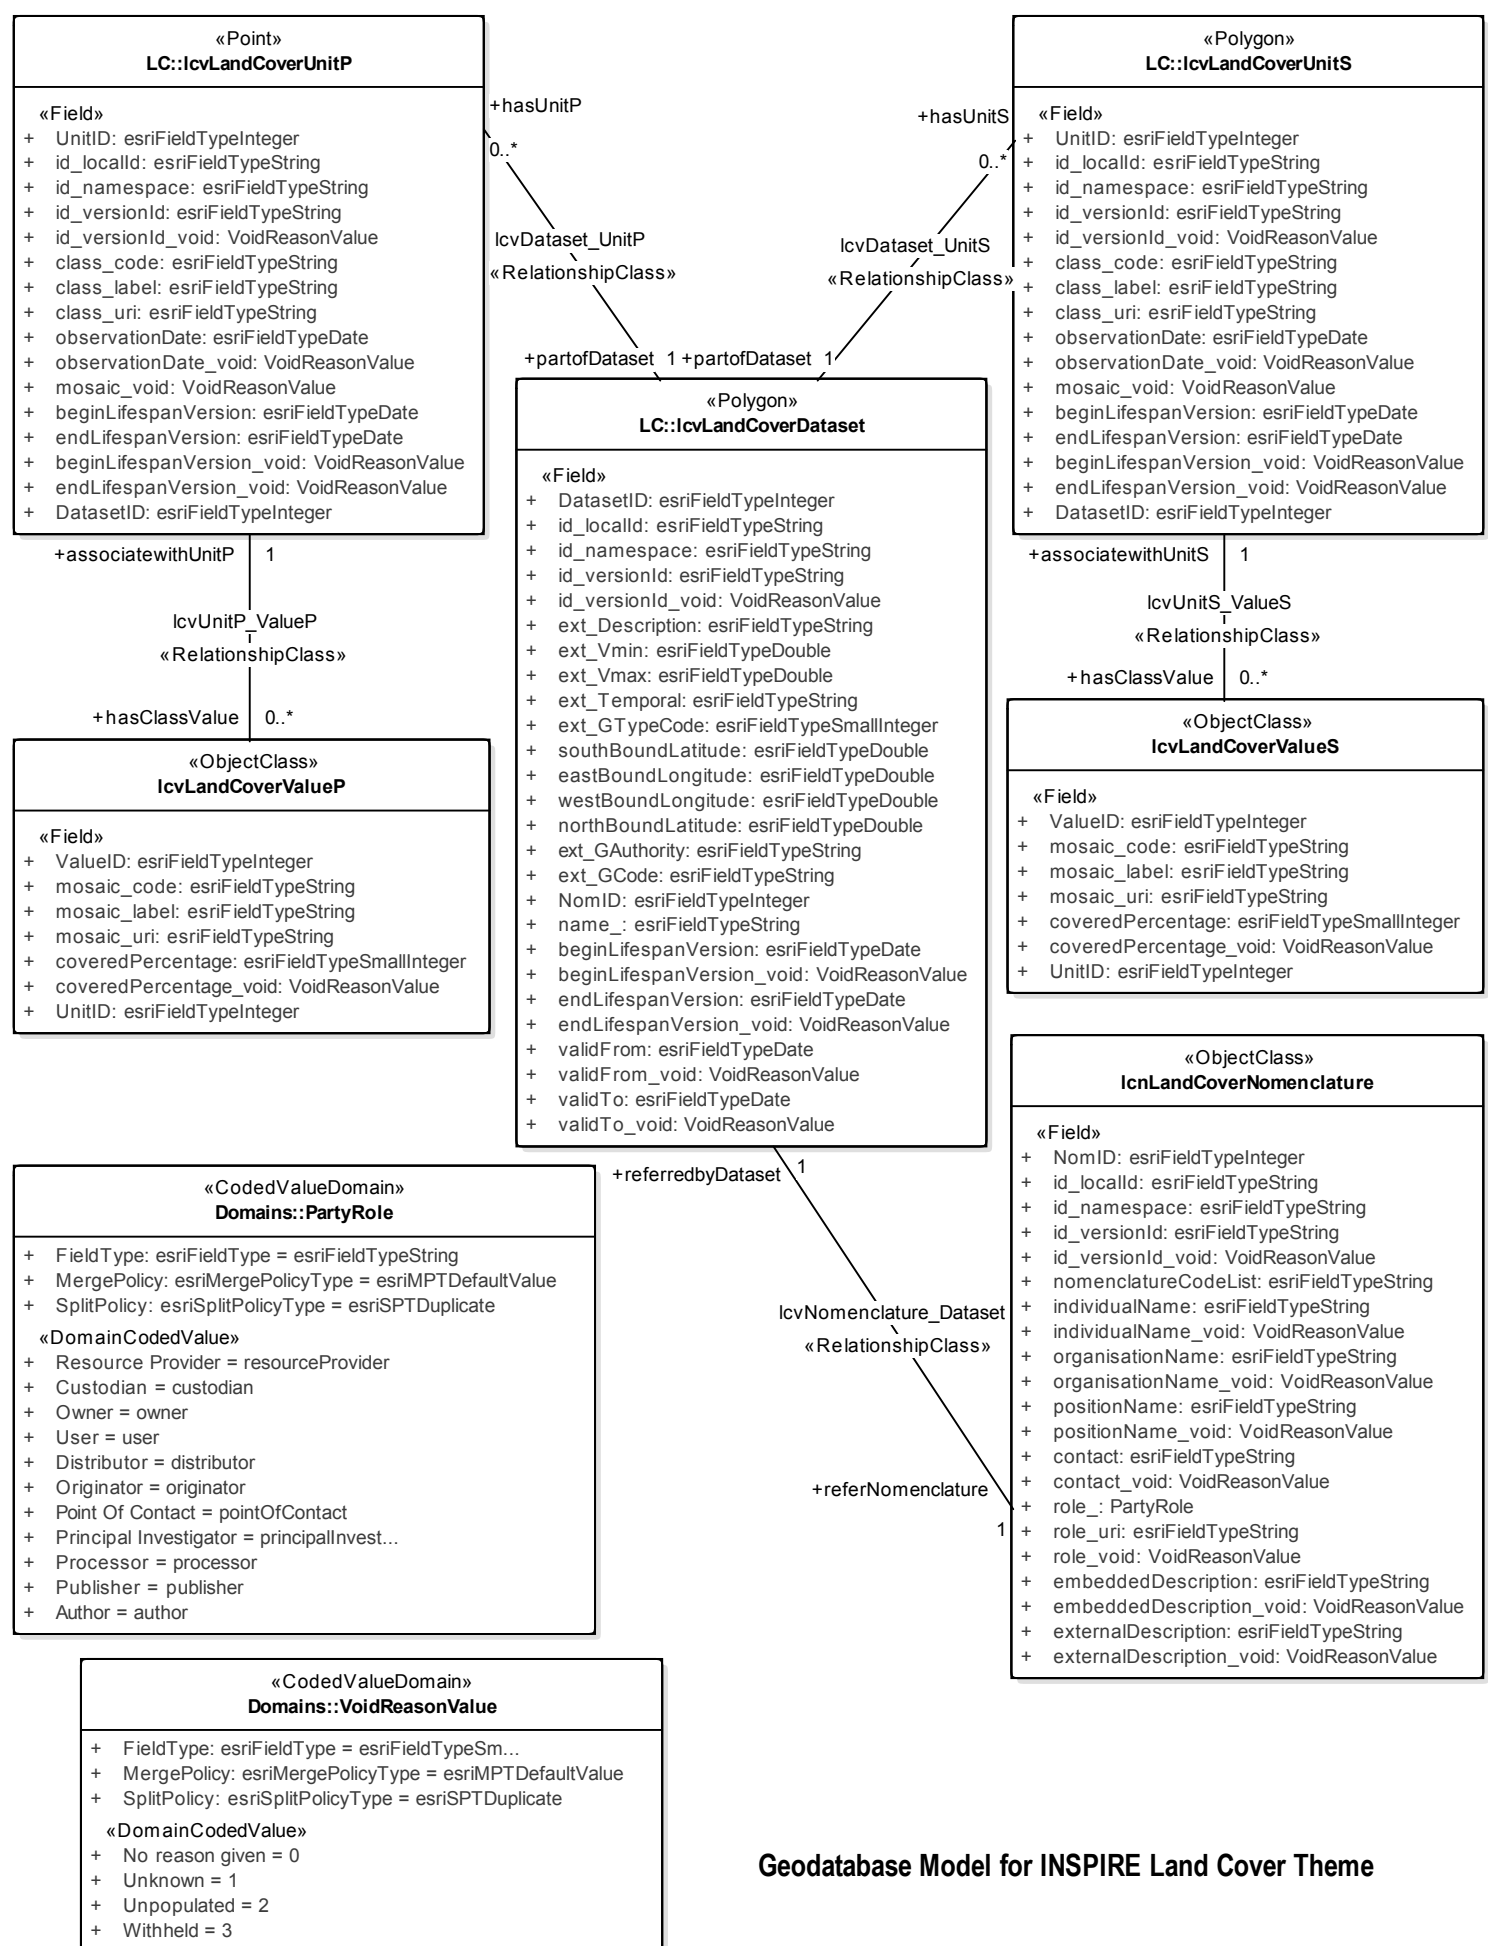 «Point»
LC::lcvLandCoverUnitP
«Field»
+ UnitID: esriFieldTypeInteger
+ id_localId: esriFieldTypeString
+ id_namespace: esriFieldTypeString
+ id_versionId: esriFieldTypeString
+ id_versionId_void: VoidReasonValue
+ class_code: esriFieldTypeString
+ class_label: esriFieldTypeString
+ class_uri: esriFieldTypeString
+ observationDate: esriFieldTypeDate
+ observationDate_void: VoidReasonValue
+ mosaic_void: VoidReasonValue
+ beginLifespanVersion: esriFieldTypeDate
+ endLifespanVersion: esriFieldTypeDate
+ beginLifespanVersion_void: VoidReasonValue
+ endLifespanVersion_void: VoidReasonValue
+ DatasetID: esriFieldTypeInteger
+hasUnitP
0..*
lcvDataset_UnitP
«RelationshipClass»
+partofDataset 1
+hasUnitS
0..*
lcvDataset_UnitS
«RelationshipClass»
+partofDataset 1
«Polygon»
LC::lcvLandCoverUnitS
«Field»
+ UnitID: esriFieldTypeInteger
+ id_localId: esriFieldTypeString
+ id_namespace: esriFieldTypeString
+ id_versionId: esriFieldTypeString
+ id_versionId_void: VoidReasonValue
+ class_code: esriFieldTypeString
+ class_label: esriFieldTypeString
+ class_uri: esriFieldTypeString
+ observationDate: esriFieldTypeDate
+ observationDate_void: VoidReasonValue
+ mosaic_void: VoidReasonValue
+ beginLifespanVersion: esriFieldTypeDate
+ endLifespanVersion: esriFieldTypeDate
+ beginLifespanVersion_void: VoidReasonValue
+ endLifespanVersion_void: VoidReasonValue
+ DatasetID: esriFieldTypeInteger
«Polygon»
LC::lcvLandCoverDataset
«Field»
+ DatasetID: esriFieldTypeInteger
+ id_localId: esriFieldTypeString
+ id_namespace: esriFieldTypeString
+ id_versionId: esriFieldTypeString
+ id_versionId_void: VoidReasonValue
+ ext_Description: esriFieldTypeString
+ ext_Vmin: esriFieldTypeDouble
+ ext_Vmax: esriFieldTypeDouble
+ ext_Temporal: esriFieldTypeString
+ ext_GTypeCode: esriFieldTypeSmallInteger
+ southBoundLatitude: esriFieldTypeDouble
+ eastBoundLongitude: esriFieldTypeDouble
+ westBoundLongitude: esriFieldTypeDouble
+ northBoundLatitude: esriFieldTypeDouble
+ ext_GAuthority: esriFieldTypeString
+ ext_GCode: esriFieldTypeString
+ NomID: esriFieldTypeInteger
+ name_: esriFieldTypeString
+ beginLifespanVersion: esriFieldTypeDate
+ beginLifespanVersion_void: VoidReasonValue
+ endLifespanVersion: esriFieldTypeDate
+ endLifespanVersion_void: VoidReasonValue
+ validFrom: esriFieldTypeDate
+ validFrom_void: VoidReasonValue
+ validTo: esriFieldTypeDate
+ validTo_void: VoidReasonValue
+associatewithUnitP 1
lcvUnitP_ValueP
«RelationshipClass»
+hasClassValue 0..*
«ObjectClass»
lcvLandCoverValueP
«Field»
+ ValueID: esriFieldTypeInteger
+ mosaic_code: esriFieldTypeString
+ mosaic_label: esriFieldTypeString
+ mosaic_uri: esriFieldTypeString
+ coveredPercentage: esriFieldTypeSmallInteger
+ coveredPercentage_void: VoidReasonValue
+ UnitID: esriFieldTypeInteger
+associatewithUnitS 1
lcvUnitS_ValueS
«RelationshipClass»
+hasClassValue 0..*
«ObjectClass»
lcvLandCoverValueS
«Field»
+ ValueID: esriFieldTypeInteger
+ mosaic_code: esriFieldTypeString
+ mosaic_label: esriFieldTypeString
+ mosaic_uri: esriFieldTypeString
+ coveredPercentage: esriFieldTypeSmallInteger
+ coveredPercentage_void: VoidReasonValue
+ UnitID: esriFieldTypeInteger
+referredbyDataset 1
lcvNomenclature_Dataset
«RelationshipClass»
+referNomenclature
1
«ObjectClass»
lcnLandCoverNomenclature
«Field»
+ NomID: esriFieldTypeInteger
+ id_localId: esriFieldTypeString
+ id_namespace: esriFieldTypeString
+ id_versionId: esriFieldTypeString
+ id_versionId_void: VoidReasonValue
+ nomenclatureCodeList: esriFieldTypeString
+ individualName: esriFieldTypeString
+ individualName_void: VoidReasonValue
+ organisationName: esriFieldTypeString
+ organisationName_void: VoidReasonValue
+ positionName: esriFieldTypeString
+ positionName_void: VoidReasonValue
+ contact: esriFieldTypeString
+ contact_void: VoidReasonValue
+ role_: PartyRole
+ role_uri: esriFieldTypeString
+ role_void: VoidReasonValue
+ embeddedDescription: esriFieldTypeString
+ embeddedDescription_void: VoidReasonValue
+ externalDescription: esriFieldTypeString
+ externalDescription_void: VoidReasonValue
«CodedValueDomain»
Domains::PartyRole
+ FieldType: esriFieldType = esriFieldTypeString
+ MergePolicy: esriMergePolicyType = esriMPTDefaultValue
+ SplitPolicy: esriSplitPolicyType = esriSPTDuplicate
«DomainCodedValue»
+ Resource Provider = resourceProvider
+ Custodian = custodian
+ Owner = owner
+ User = user
+ Distributor = distributor
+ Originator = originator
+ Point Of Contact = pointOfContact
+ Principal Investigator = principalInvest...
+ Processor = processor
+ Publisher = publisher
+ Author = author
«CodedValueDomain»
Domains::VoidReasonValue
+ FieldType: esriFieldType = esriFieldTypeSm...
+ MergePolicy: esriMergePolicyType = esriMPTDefaultValue
+ SplitPolicy: esriSplitPolicyType = esriSPTDuplicate
«DomainCodedValue»
+ No reason given = 0
+ Unknown = 1
+ Unpopulated = 2
+ Withheld = 3
Geodatabase Model for INSPIRE Land Cover Theme